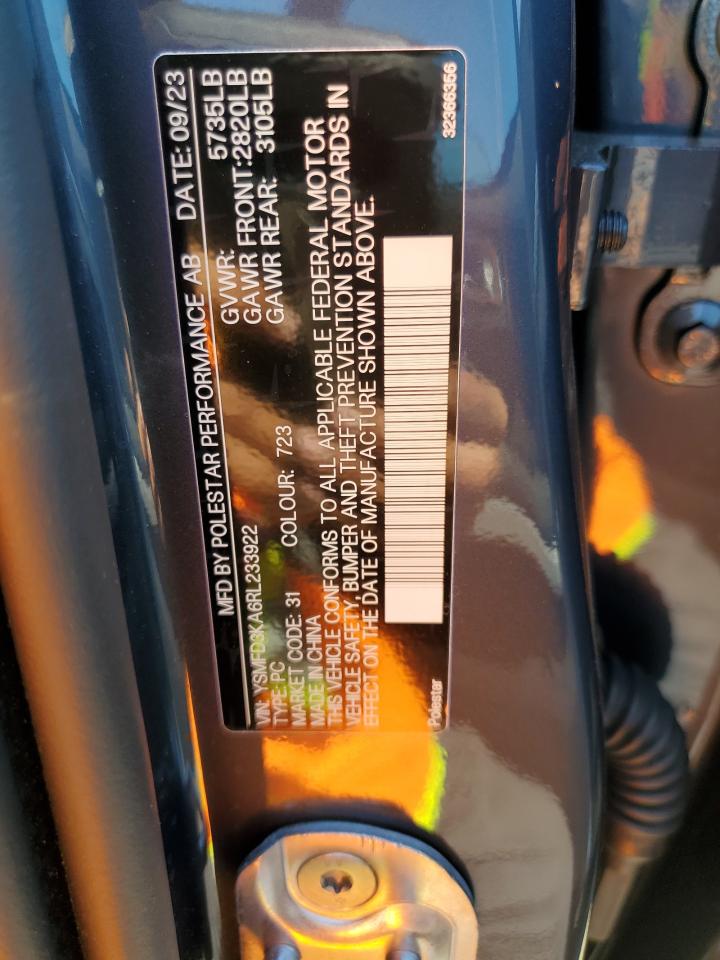 MFD BY POLESTAR PERFORMANCE AB DATE: 09/23
GVWR: 5735LB
GAWR FRONT:2820LB
GAWR REAR: 3105LB
VIN: YSMFD3KA6RL233922
TYPE: PC
MARKET CODE: 31 COLOUR: 723
MADE IN CHINA
THIS VEHICLE CONFORMS TO ALL APPLICABLE FEDERAL MOTOR
VEHICLE SAFETY, BUMPER AND THEFT PREVENTION STANDARDS IN
EFFECT ON THE DATE OF MANUFACTURE SHOWN ABOVE.
Polestar 32366356